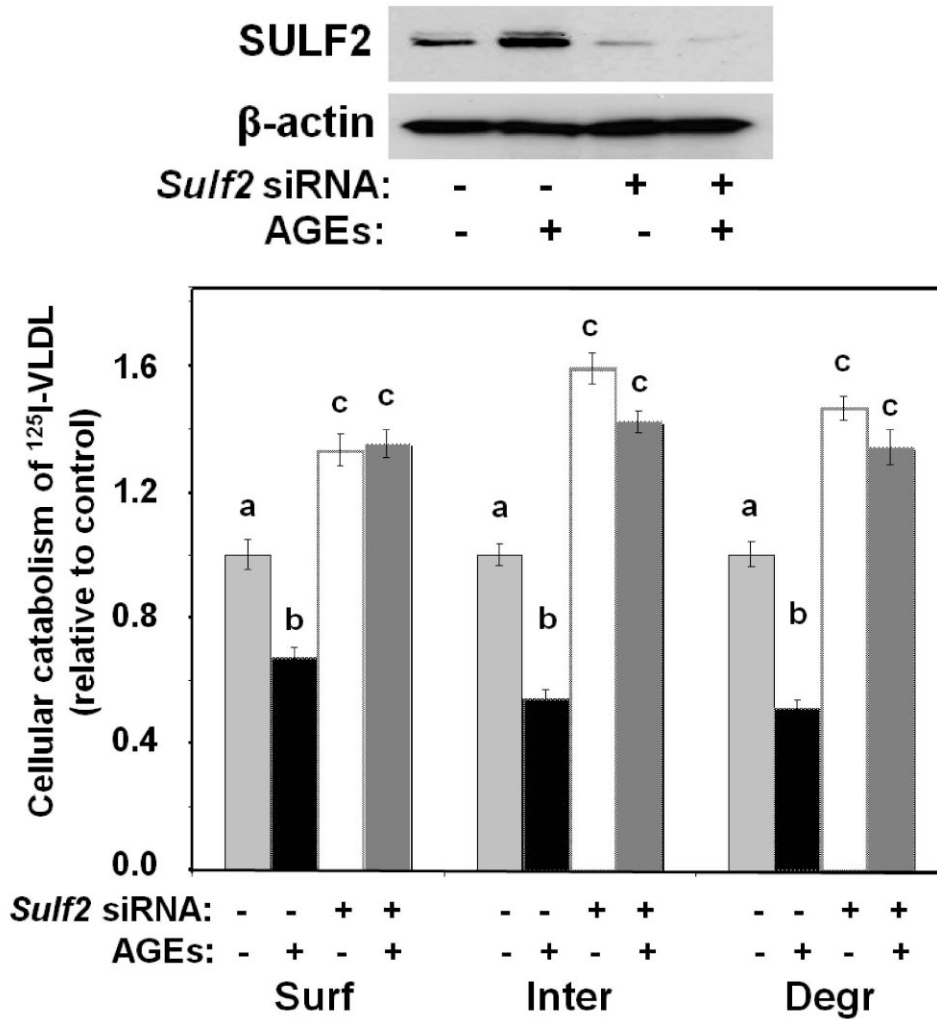 SULF2
β-actin
Sulf2 siRNA: - - + +
AGEs: - + - +
Cellular catabolism of ¹²⁵I-VLDL
(relative to control)
1.6
1.2
0.8
0.4
0.0
a b c c
a b c c
a b c c
Sulf2 siRNA: - - + + - - + + - - + +
AGEs: - + - + - + - + - + - +
Surf Inter Degr